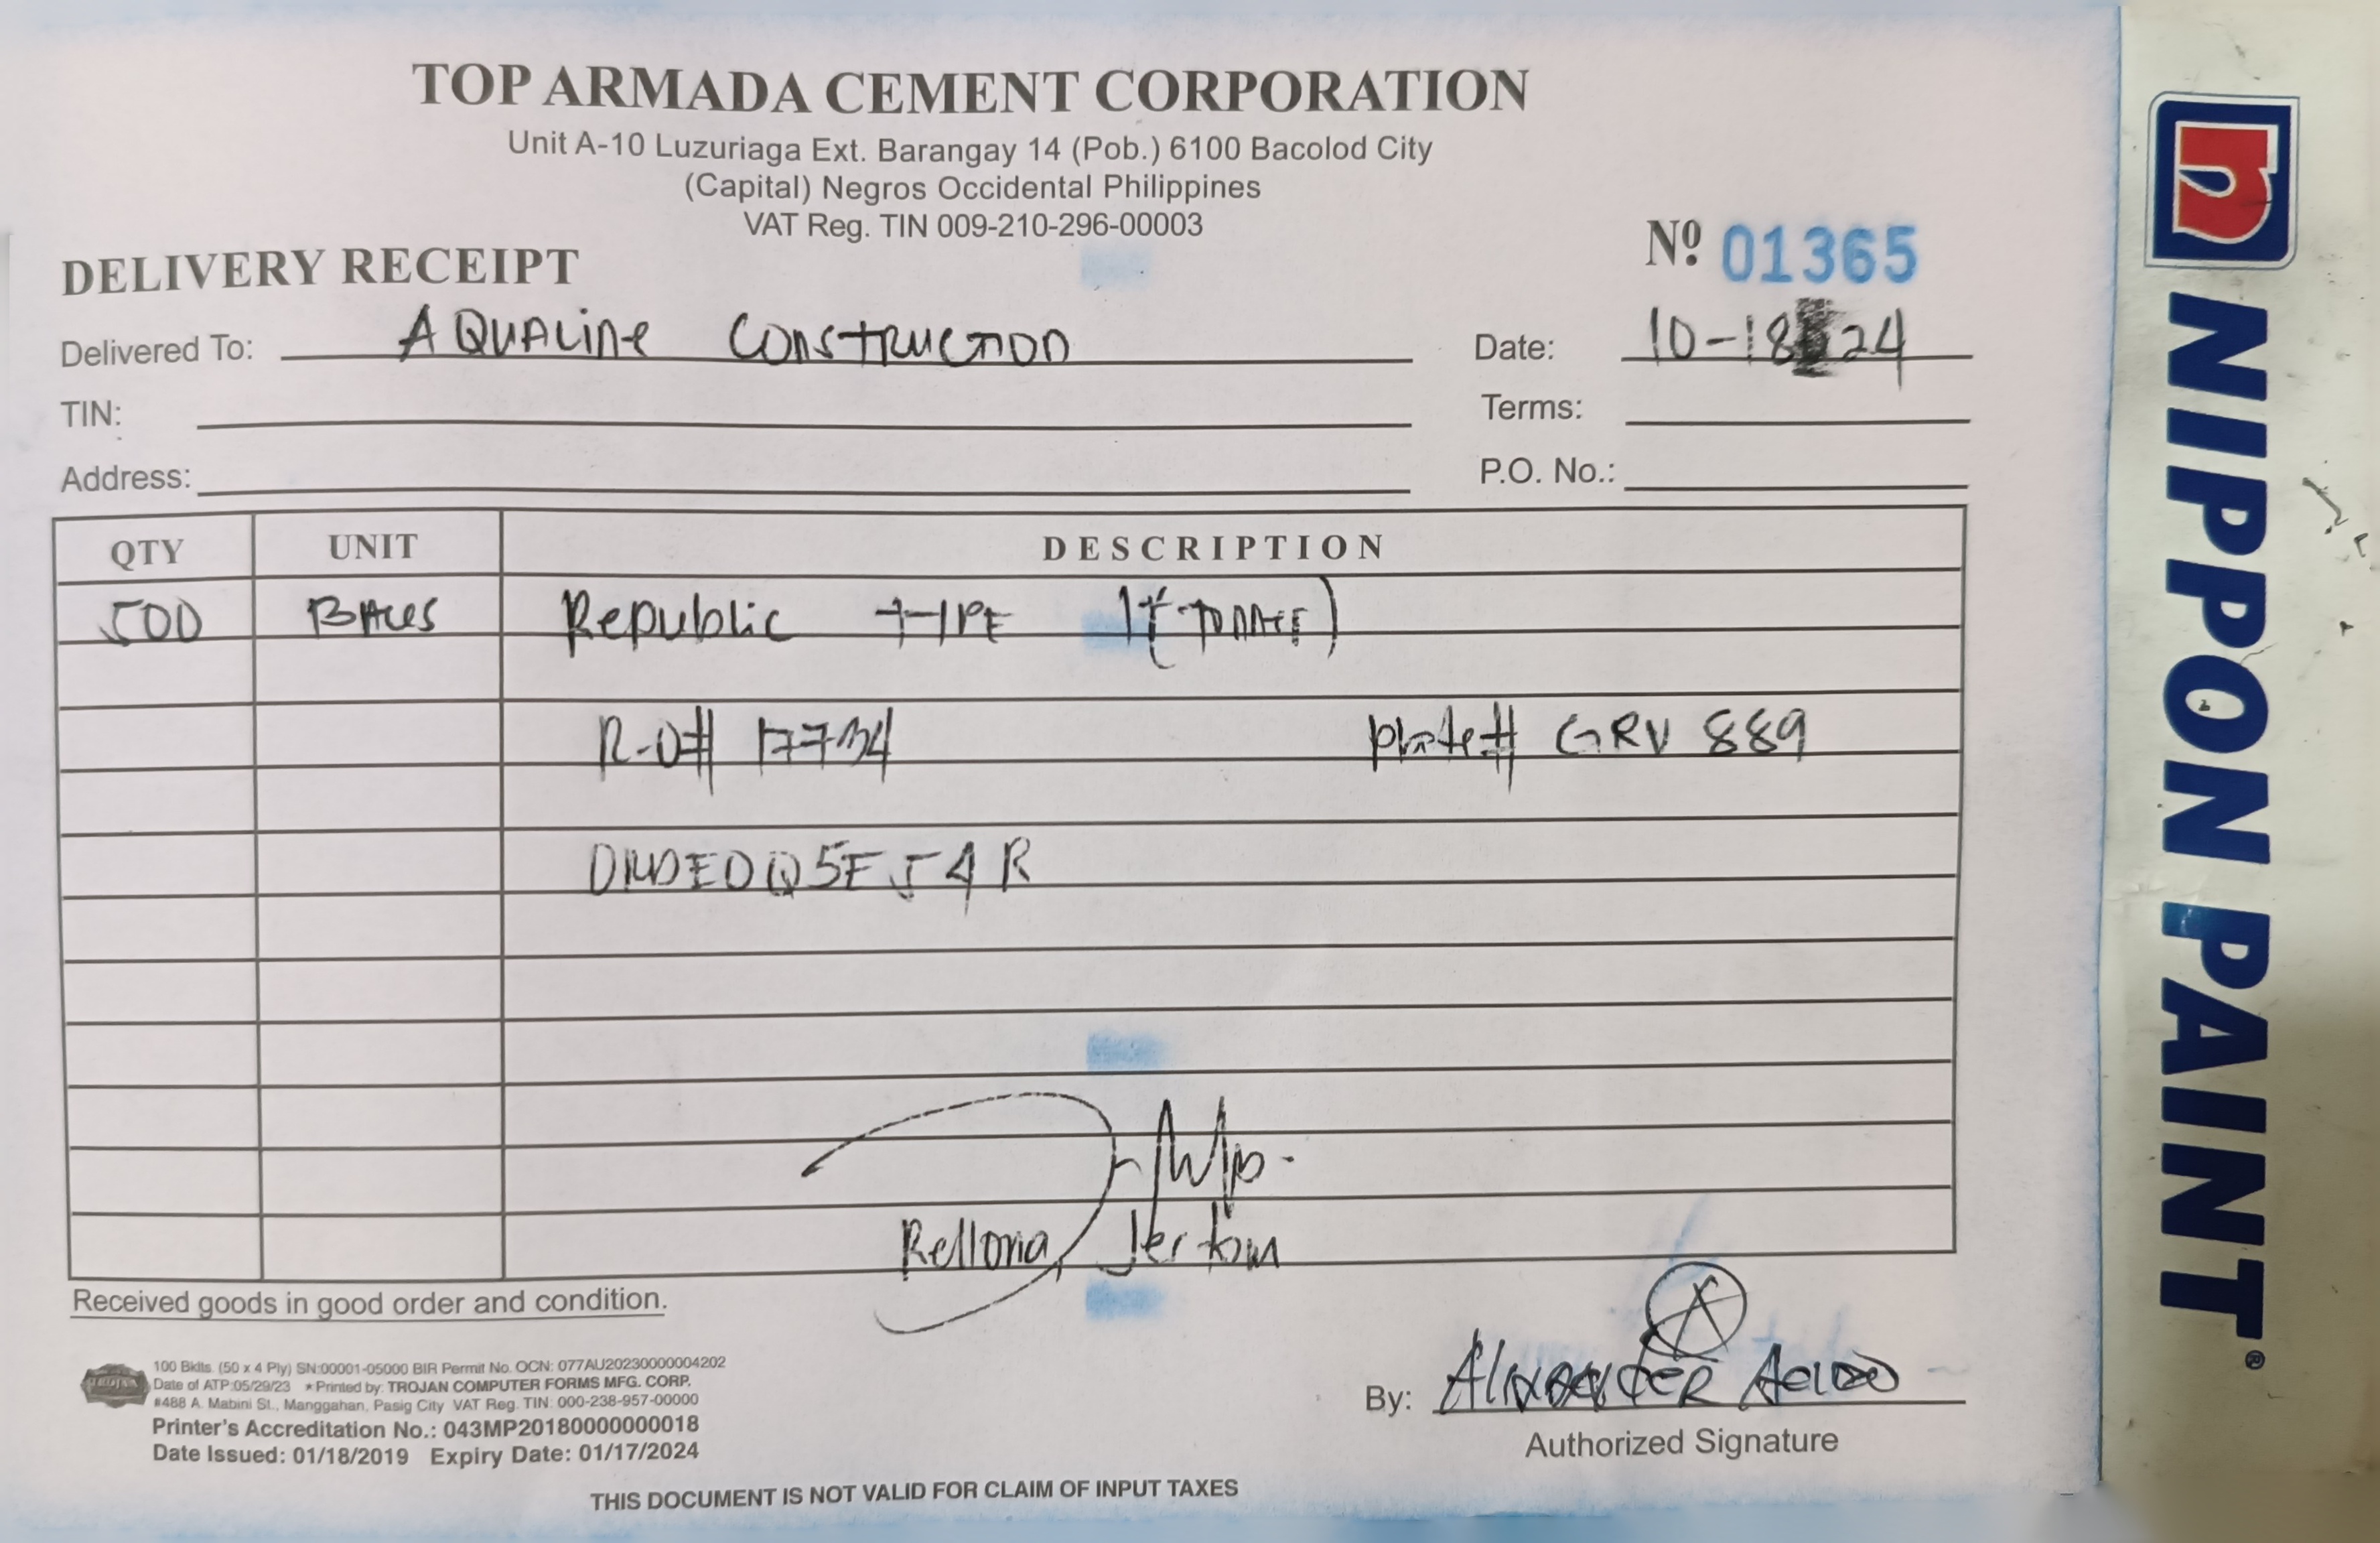 TOP ARMADA CEMENT CORPORATION
Unit A-10 Luzuriaga Ext. Barangay 14 (Pob.) 6100 Bacolod City
(Capital) Negros Occidental Philippines
VAT Reg. TIN 009-210-296-00003
DELIVERY RECEIPT
Nº 01365
Delivered To: AQUALINE CONSTRUCTION
Date: 10-18 24
TIN:
Terms:
Address:
P.O. No.:
QTY UNIT DESCRIPTION
500 BAGS Republic TYPE 1
R-O# 17734 plate# GRV 889
Rellona, Jertom
Received goods in good order and condition.
100 Bklts. (50 x 4 Ply) SN:00001-05000 BIR Permit No. OCN: 077AU20230000004202
Date of ATP:05/29/23 *Printed by: TROJAN COMPUTER FORMS MFG. CORP.
#488 A. Mabini St., Manggahan, Pasig City VAT Reg. TIN: 000-238-957-00000
Printer's Accreditation No.: 043MP20180000000018
Date Issued: 01/18/2019 Expiry Date: 01/17/2024
By:
Authorized Signature
THIS DOCUMENT IS NOT VALID FOR CLAIM OF INPUT TAXES
NIPPON PAINT®